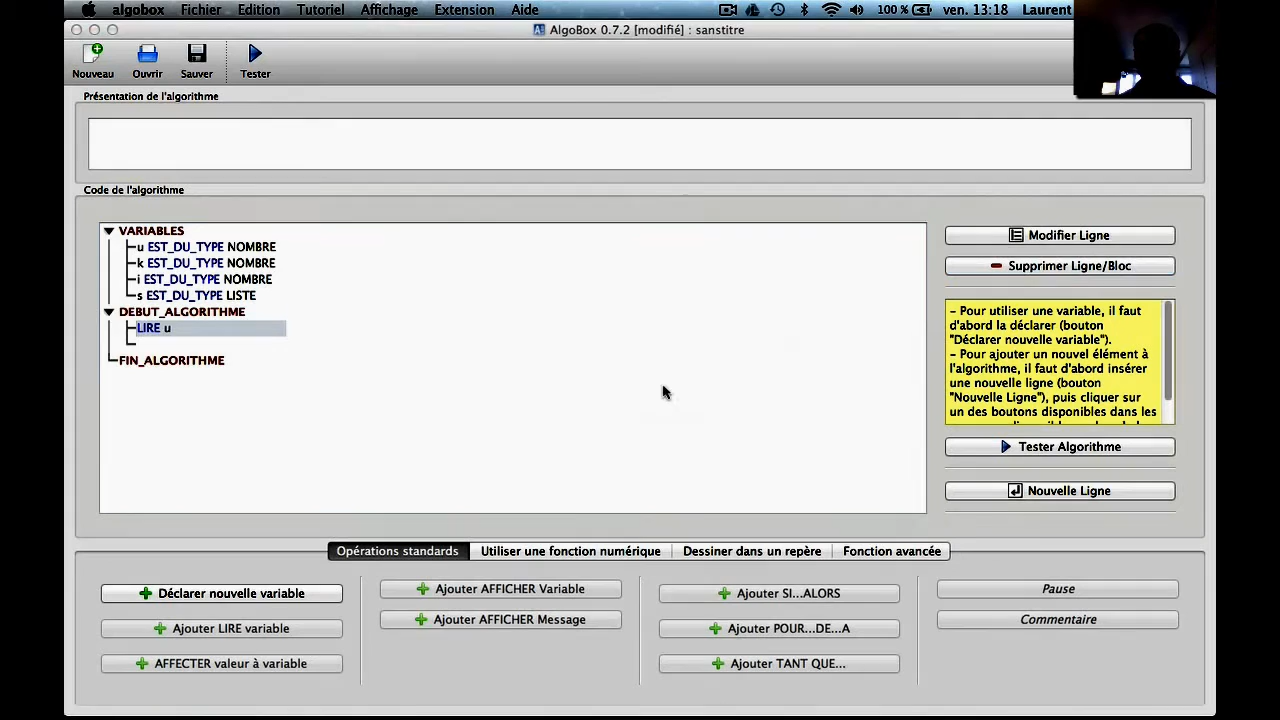 algobox Fichier Edition Tutoriel Affichage Extension Aide 100 % ven. 13:18 Laurent
AlgoBox 0.7.2 [modifié] : sanstitre
Nouveau Ouvrir Sauver Tester
Présentation de l'algorithme
Code de l'algorithme
VARIABLES
u EST_DU_TYPE NOMBRE
k EST_DU_TYPE NOMBRE
i EST_DU_TYPE NOMBRE
s EST_DU_TYPE LISTE
DEBUT_ALGORITHME
LIRE u
FIN_ALGORITHME
Modifier Ligne
Supprimer Ligne/Bloc
- Pour utiliser une variable, il faut
d'abord la déclarer (bouton
"Déclarer nouvelle variable").
- Pour ajouter un nouvel élément à
l'algorithme, il faut d'abord insérer
une nouvelle ligne (bouton
"Nouvelle Ligne"), puis cliquer sur
un des boutons disponibles dans les
Tester Algorithme
Nouvelle Ligne
Opérations standards Utiliser une fonction numérique Dessiner dans un repère Fonction avancée
Déclarer nouvelle variable
Ajouter LIRE variable
AFFECTER valeur à variable
Ajouter AFFICHER Variable
Ajouter AFFICHER Message
Ajouter SI...ALORS
Ajouter POUR...DE...A
Ajouter TANT QUE...
Pause
Commentaire